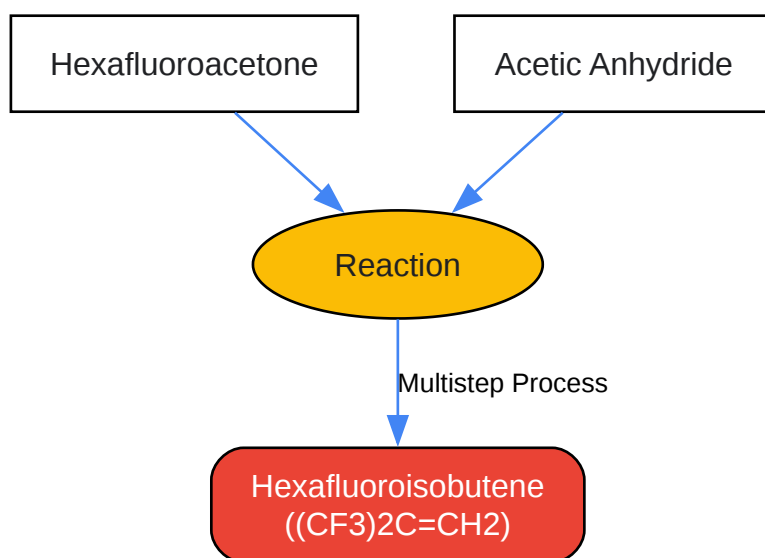 Hexafluoroacetone
Acetic Anhydride
Reaction
Multistep Process
Hexafluoroisobutene
((CF3)2C=CH2)